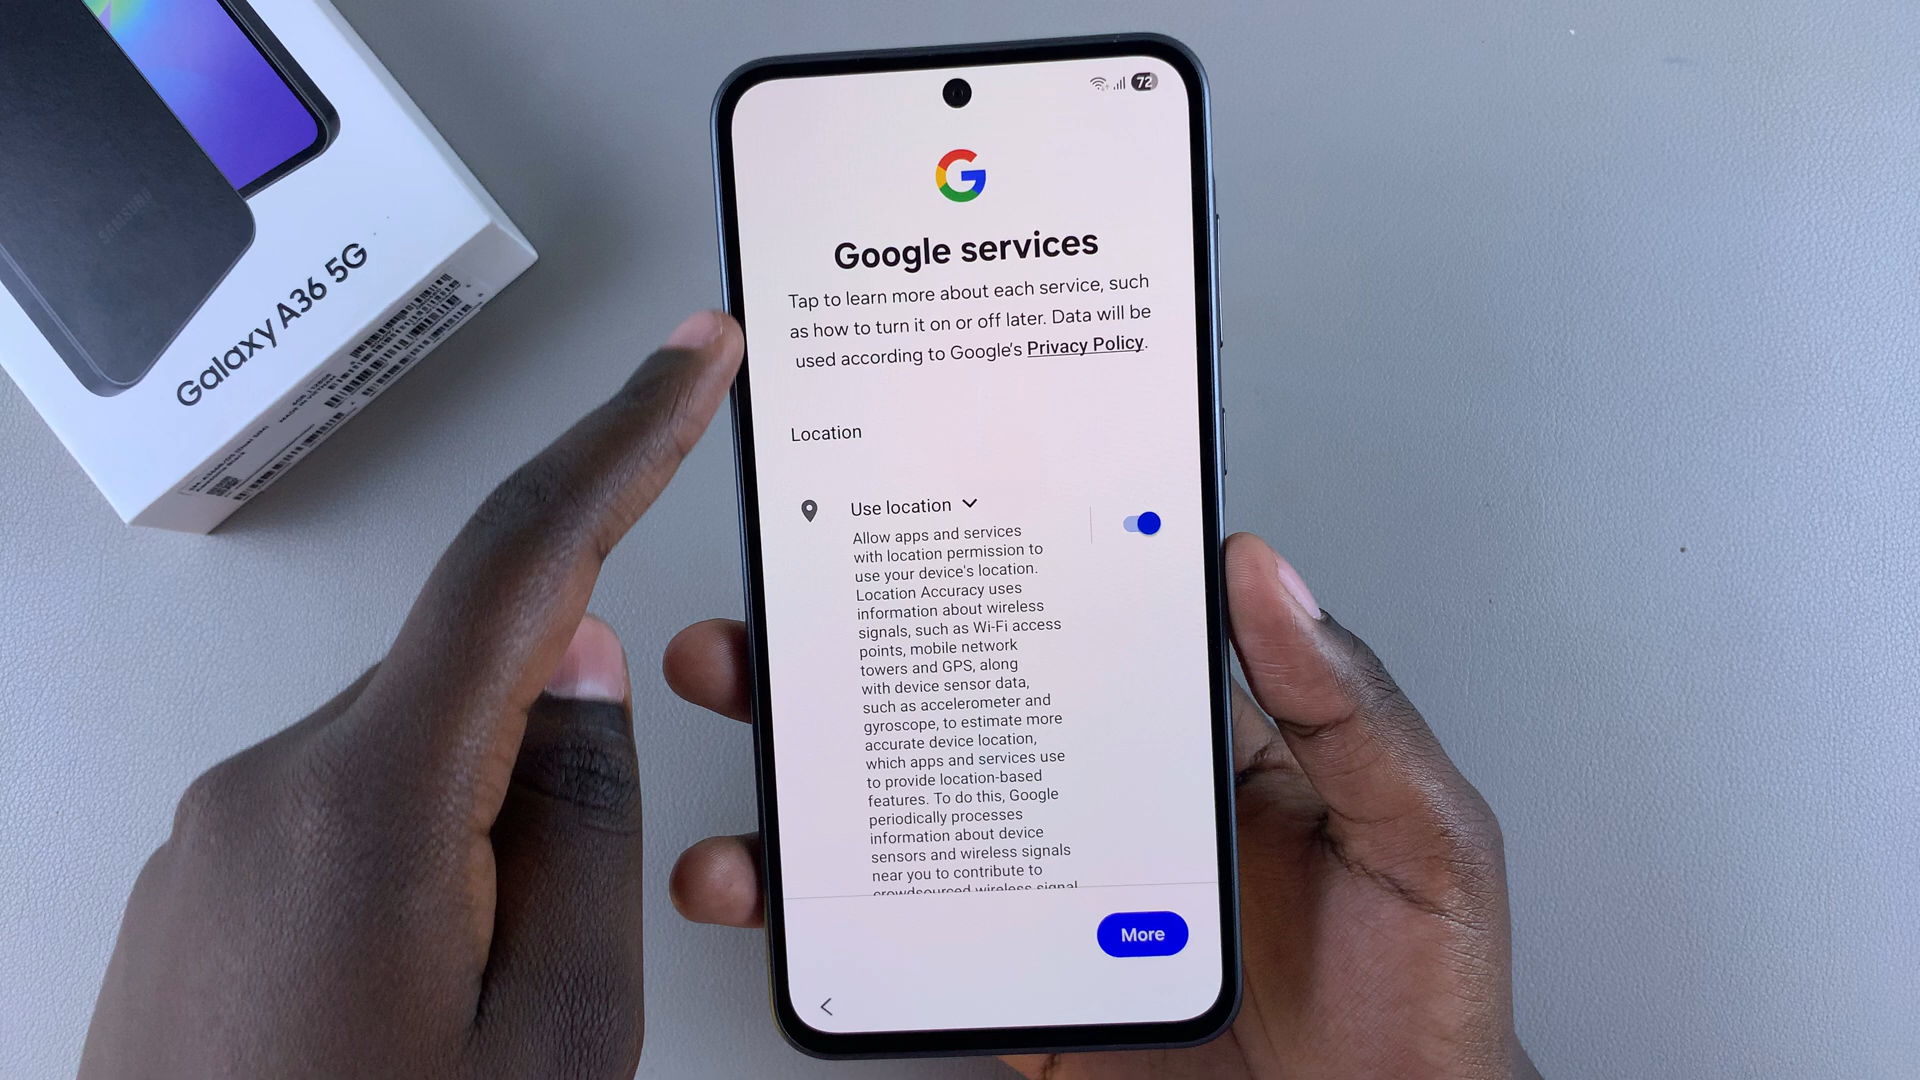 SAMSUNG
Galaxy A36 5G
72
Google services
Tap to learn more about each service, such
as how to turn it on or off later. Data will be
used according to Google's Privacy Policy.
Location
Use location
Allow apps and services
with location permission to
use your device's location.
Location Accuracy uses
information about wireless
signals, such as Wi-Fi access
points, mobile network
towers and GPS, along
with device sensor data,
such as accelerometer and
gyroscope, to estimate more
accurate device location,
which apps and services use
to provide location-based
features. To do this, Google
periodically processes
information about device
sensors and wireless signals
near you to contribute to
crowdsourced wireless signal
More